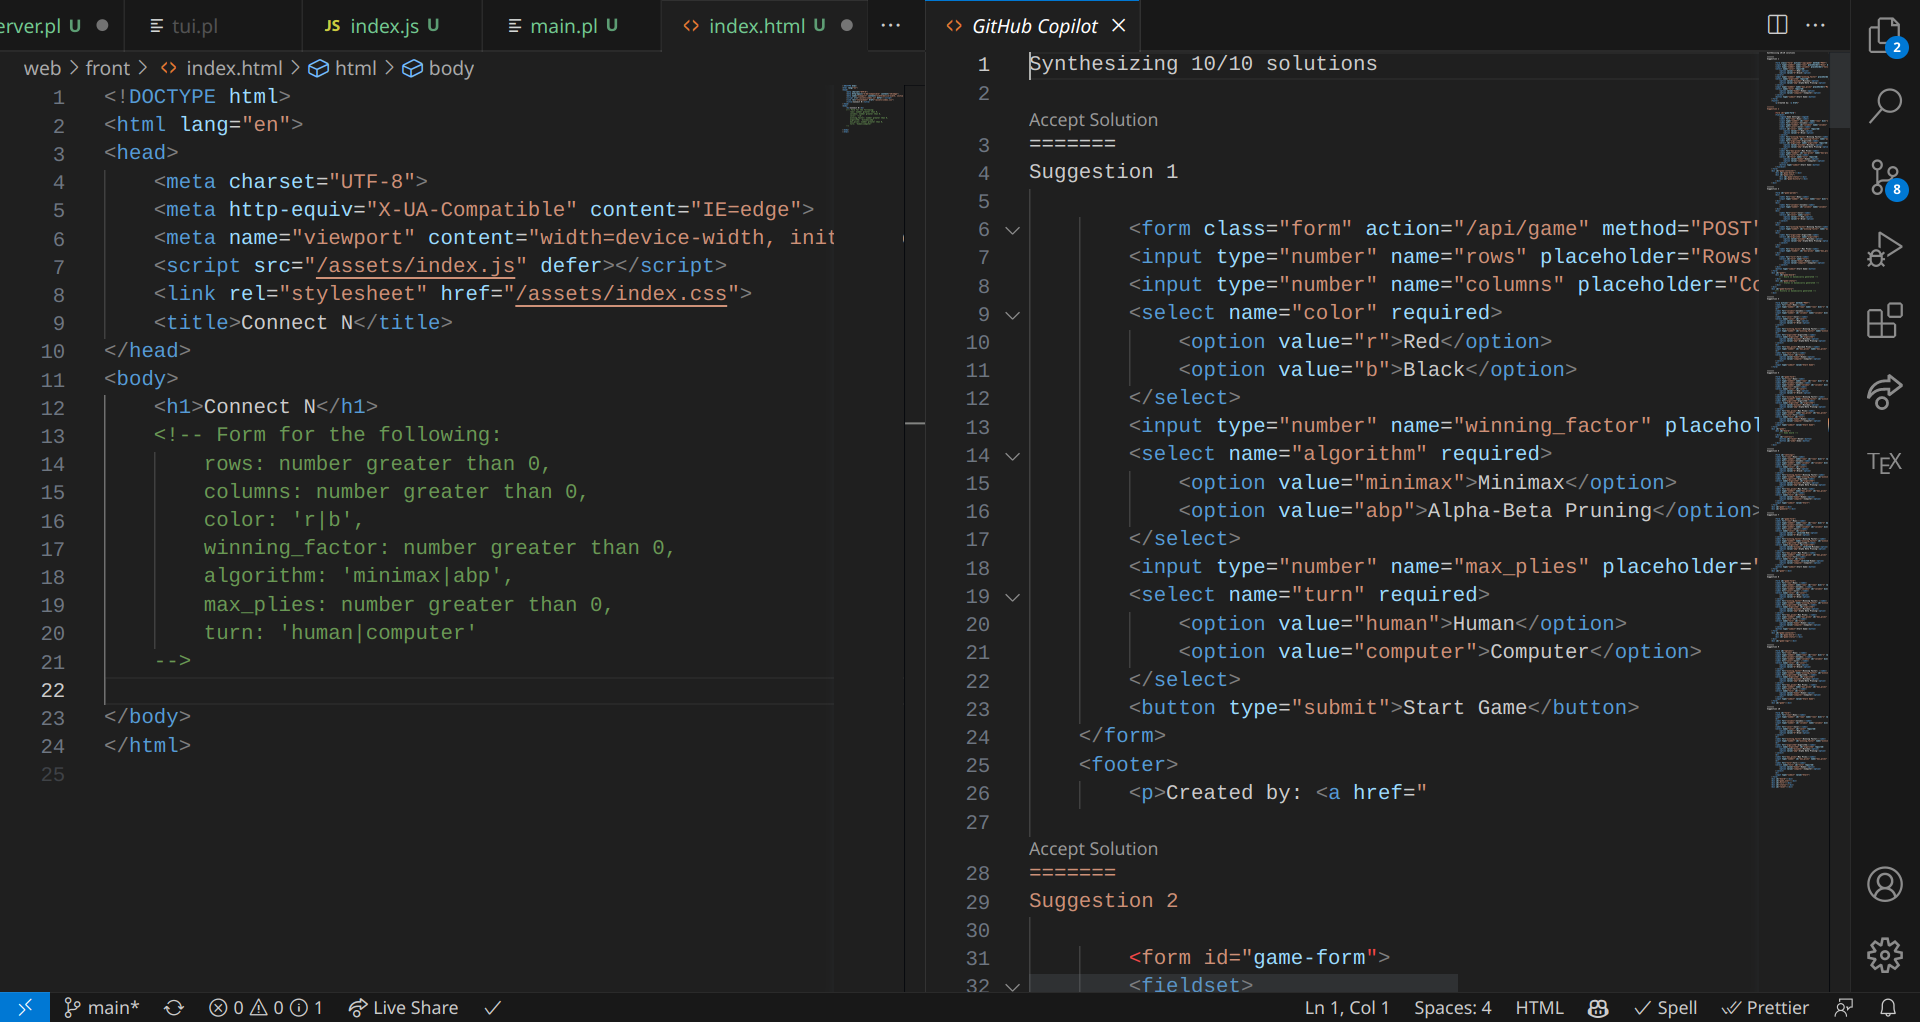 erver.pl U
tui.pl
JS index.js U
main.pl U
index.html U
GitHub Copilot
2
web > front > index.html > html > body
1 <!DOCTYPE html>
2 <html lang="en">
3 <head>
4 <meta charset="UTF-8">
5 <meta http-equiv="X-UA-Compatible" content="IE=edge">
6 <meta name="viewport" content="width=device-width, init
7 <script src="/assets/index.js" defer></script>
8 <link rel="stylesheet" href="/assets/index.css">
9 <title>Connect N</title>
10 </head>
11 <body>
12 <h1>Connect N</h1>
13 <!-- Form for the following:
14 rows: number greater than 0,
15 columns: number greater than 0,
16 color: 'r|b',
17 winning_factor: number greater than 0,
18 algorithm: 'minimax|abp',
19 max_plies: number greater than 0,
20 turn: 'human|computer'
21 -->
22
23 </body>
24 </html>
25
1 Synthesizing 10/10 solutions
2
Accept Solution
3 =======
4 Suggestion 1
5
6 <form class="form" action="/api/game" method="POST"
7 <input type="number" name="rows" placeholder="Rows"
8 <input type="number" name="columns" placeholder="Co
9 <select name="color" required>
10 <option value="r">Red</option>
11 <option value="b">Black</option>
12 </select>
13 <input type="number" name="winning_factor" placehol
14 <select name="algorithm" required>
15 <option value="minimax">Minimax</option>
16 <option value="abp">Alpha-Beta Pruning</option>
17 </select>
18 <input type="number" name="max_plies" placeholder="
19 <select name="turn" required>
20 <option value="human">Human</option>
21 <option value="computer">Computer</option>
22 </select>
23 <button type="submit">Start Game</button>
24 </form>
25 <footer>
26 <p>Created by: <a href="
27
Accept Solution
28 =======
29 Suggestion 2
30
31 <form id="game-form">
32 <fieldset>
8
TEX
main*
0 0 1
Live Share
Ln 1, Col 1
Spaces: 4
HTML
Spell
Prettier